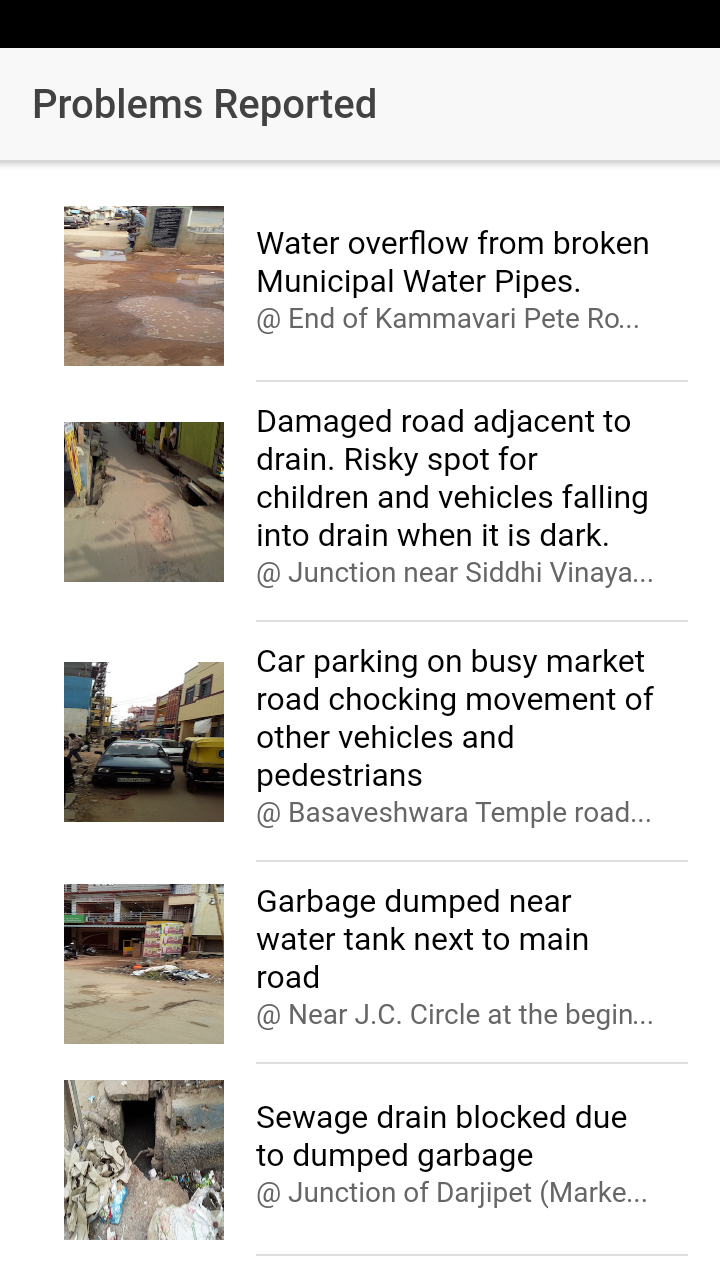 Problems Reported
Water overflow from broken
Municipal Water Pipes.
@ End of Kammavari Pete Ro...
Damaged road adjacent to
drain. Risky spot for
children and vehicles falling
into drain when it is dark.
@ Junction near Siddhi Vinaya...
Car parking on busy market
road chocking movement of
other vehicles and
pedestrians
@ Basaveshwara Temple road...
Garbage dumped near
water tank next to main
road
@ Near J.C. Circle at the begin...
Sewage drain blocked due
to dumped garbage
@ Junction of Darjipet (Marke...